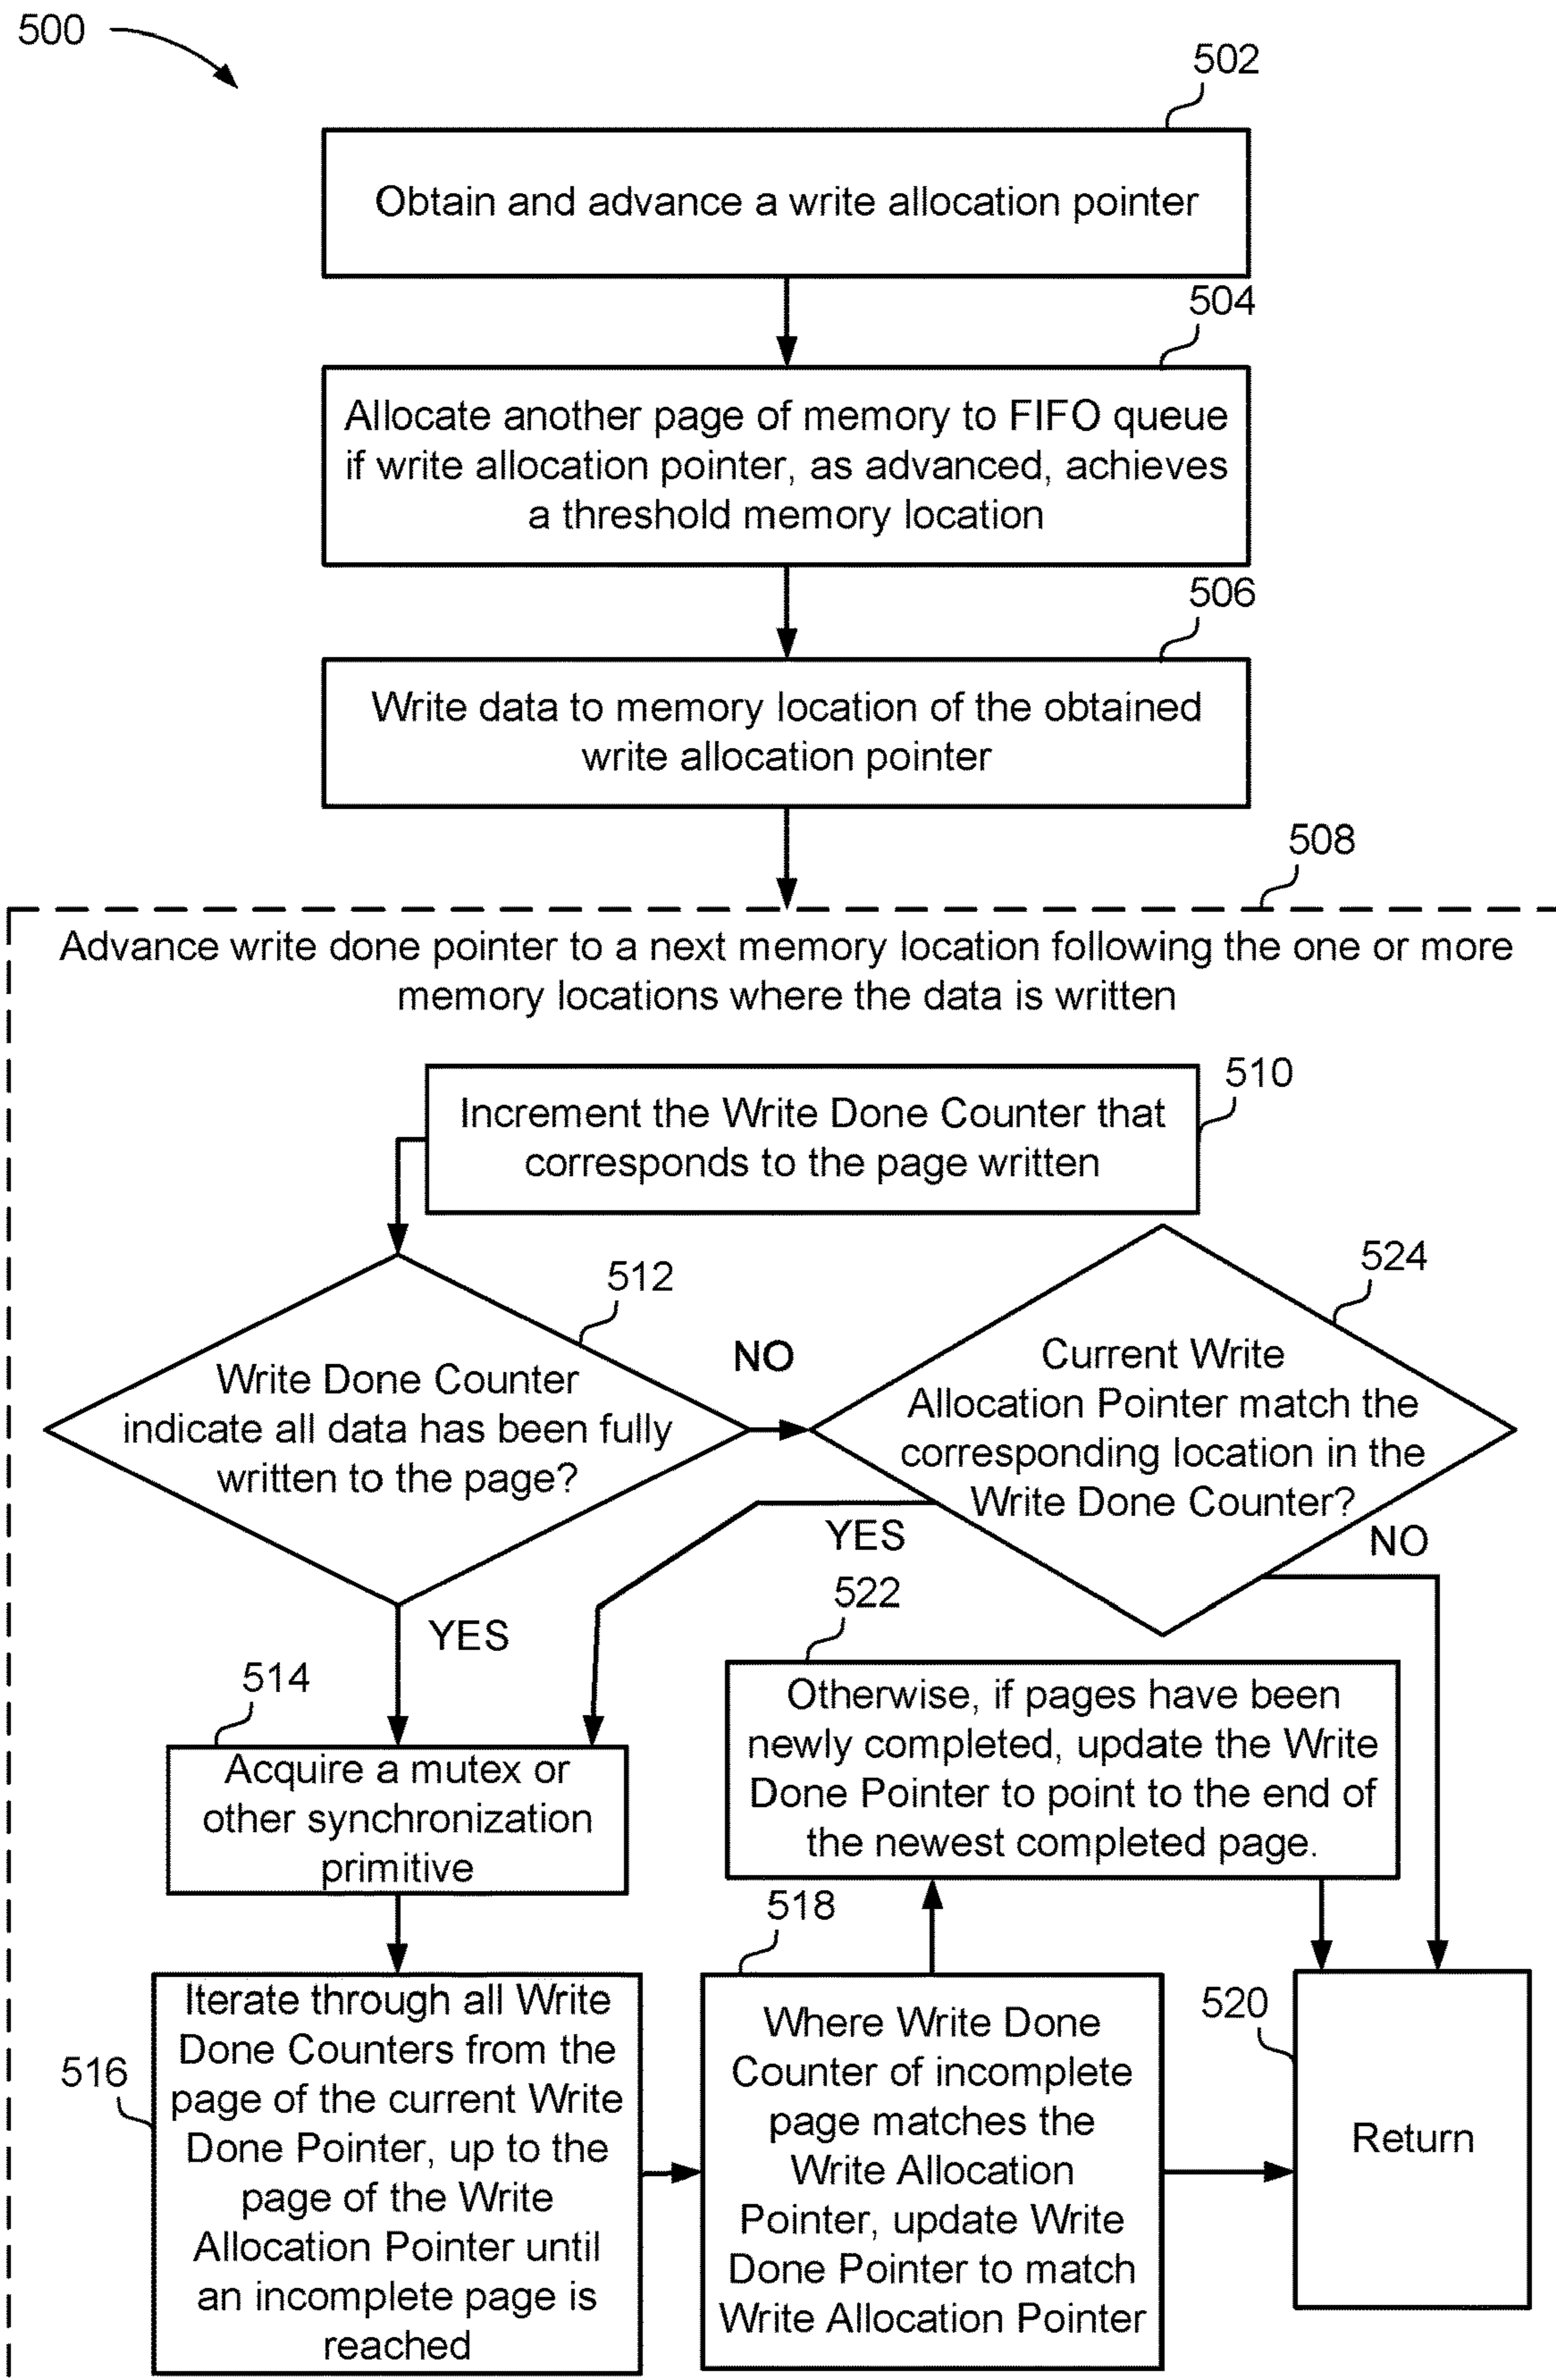 500
502
Obtain and advance a write allocation pointer
504
Allocate another page of memory to FIFO queue
if write allocation pointer, as advanced, achieves
a threshold memory location
506
Write data to memory location of the obtained
write allocation pointer
508
Advance write done pointer to a next memory location following the one or more
memory locations where the data is written
510
Increment the Write Done Counter that
corresponds to the page written
512
Write Done Counter
indicate all data has been fully
written to the page?
NO
524
Current Write
Allocation Pointer match the
corresponding location in the
Write Done Counter?
YES
NO
YES
514
Acquire a mutex or
other synchronization
primitive
522
Otherwise, if pages have been
newly completed, update the Write
Done Pointer to point to the end of
the newest completed page.
516
Iterate through all Write
Done Counters from the
page of the current Write
Done Pointer, up to the
page of the Write
Allocation Pointer until
an incomplete page is
reached
518
Where Write Done
Counter of incomplete
page matches the
Write Allocation
Pointer, update Write
Done Pointer to match
Write Allocation Pointer
520
Return